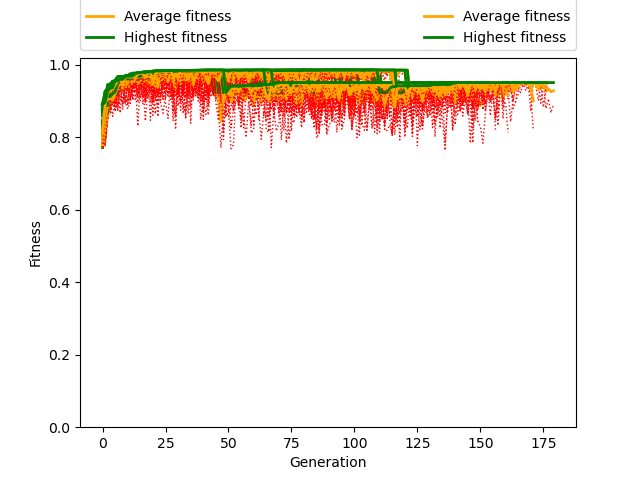 Average fitness Average fitness
Highest fitness Highest fitness
1.0
0.8
0.6
0.4
0.2
0.0
Fitness
0 25 50 75 100 125 150 175
Generation